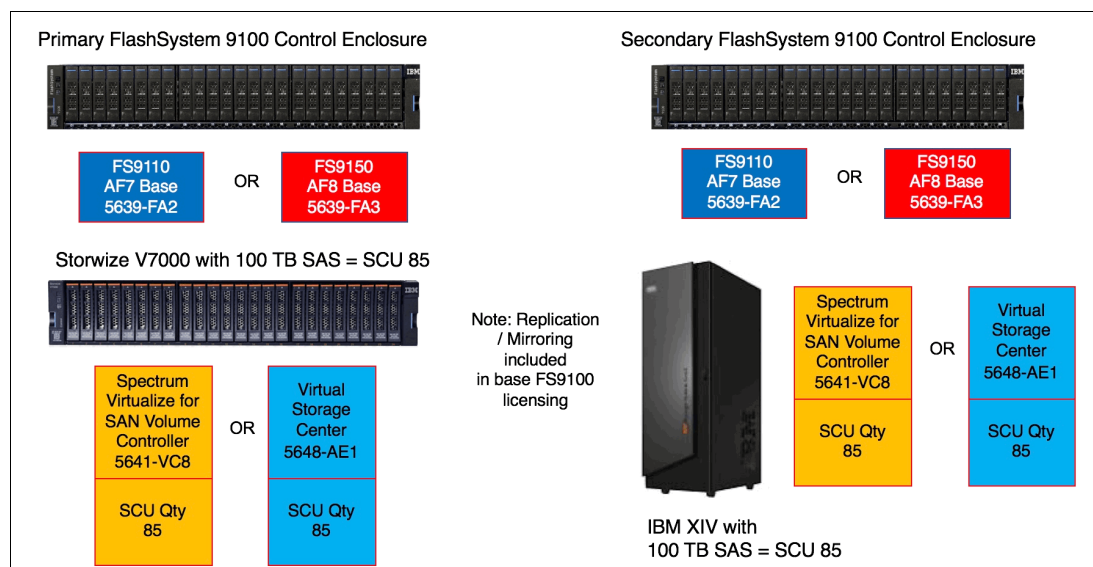 Primary FlashSystem 9100 Control Enclosure
IBM
FS9110
AF7 Base
5639-FA2
OR
FS9150
AF8 Base
5639-FA3
Storwize V7000 with 100 TB SAS = SCU 85
IBM
Spectrum
Virtualize for
SAN Volume
Controller
5641-VC8
SCU Qty
85
OR
Virtual
Storage
Center
5648-AE1
SCU Qty
85
Note: Replication
/ Mirroring
included
in base FS9100
licensing
Secondary FlashSystem 9100 Control Enclosure
IBM
FS9110
AF7 Base
5639-FA2
OR
FS9150
AF8 Base
5639-FA3
IBM
Spectrum
Virtualize for
SAN Volume
Controller
5641-VC8
SCU Qty
85
OR
Virtual
Storage
Center
5648-AE1
SCU Qty
85
IBM XIV with
100 TB SAS = SCU 85